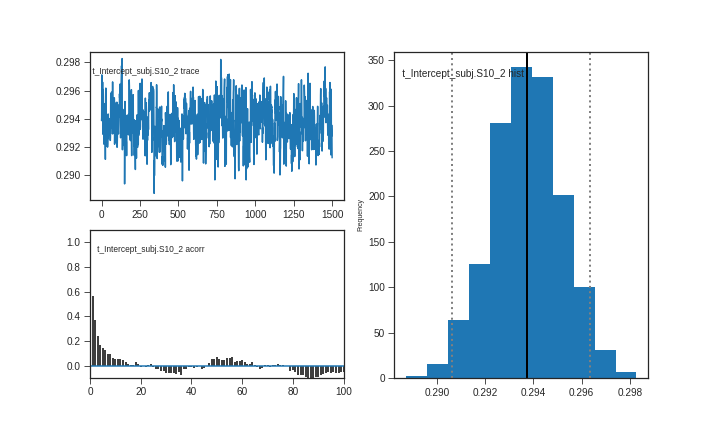 t_Intercept_subj.S10_2 trace
0.298
0.296
0.294
0.292
0.290
0 250 500 750 1000 1250 1500
t_Intercept_subj.S10_2 acorr
1.0
0.8
0.6
0.4
0.2
0.0
0 20 40 60 80 100
t_Intercept_subj.S10_2 hist
Frequency
350
300
250
200
150
100
50
0
0.290 0.292 0.294 0.296 0.298